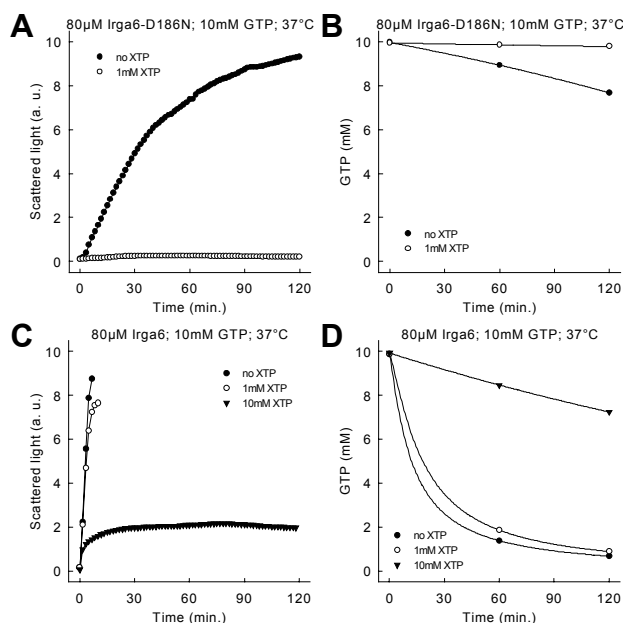 A
80µM Irga6-D186N; 10mM GTP; 37°C
no XTP
1mM XTP
Scattered light (a. u.)
10
8
6
4
2
0
0 30 60 90 120
Time (min.)
B
80µM Irga6-D186N; 10mM GTP; 37°C
GTP (mM)
10
8
6
4
2
0
no XTP
1mM XTP
0 30 60 90 120
Time (min.)
C
80µM Irga6; 10mM GTP; 37°C
no XTP
1mM XTP
10mM XTP
Scattered light (a. u.)
10
8
6
4
2
0
0 30 60 90 120
Time (min.)
D
80µM Irga6; 10mM GTP; 37°C
GTP (mM)
10
8
6
4
2
0
no XTP
1mM XTP
10mM XTP
0 30 60 90 120
Time (min.)